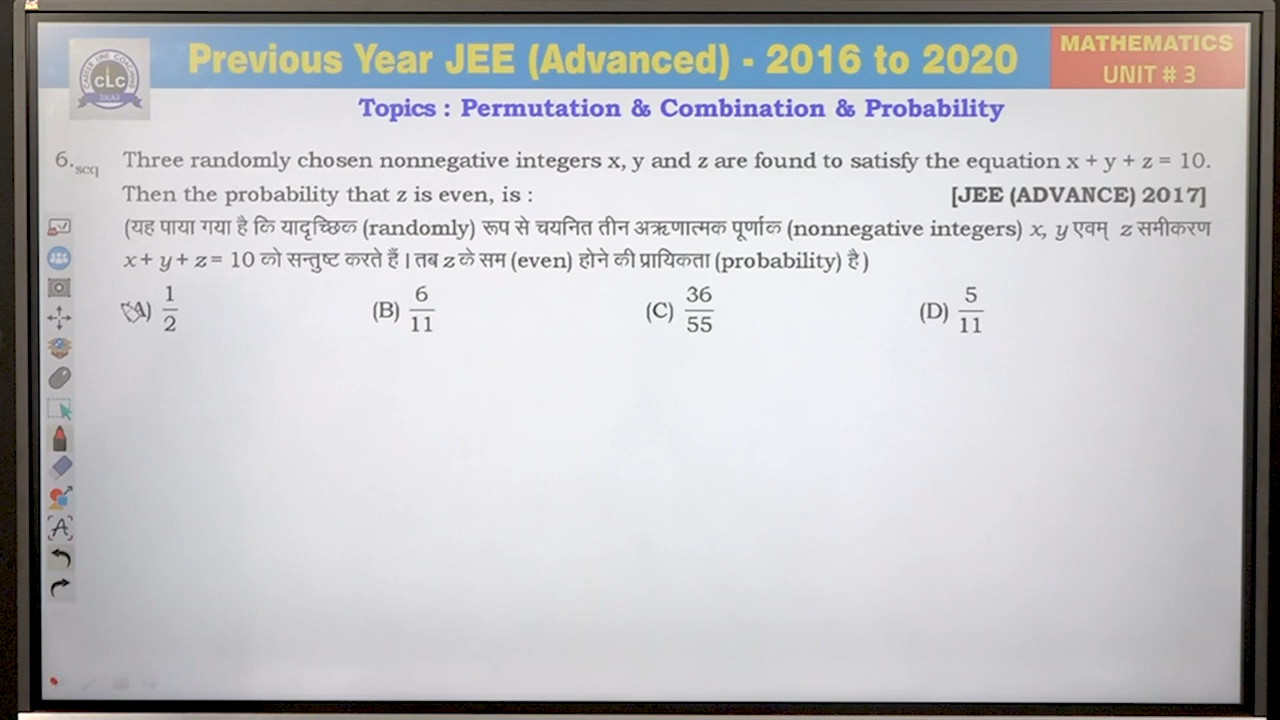 Previous Year JEE (Advanced) - 2016 to 2020
MATHEMATICS
UNIT # 3
CLC
SIKAR
Topics : Permutation & Combination & Probability
6. scq Three randomly chosen nonnegative integers x, y and z are found to satisfy the equation x + y + z = 10.
Then the probability that z is even, is : [JEE (ADVANCE) 2017]
(यह पाया गया है कि यादृच्छिक (randomly) रूप से चयनित तीन अऋणात्मक पूर्णाक (nonnegative integers) x, y एवम् z समीकरण
x + y + z = 10 को सन्तुष्ट करते हैं। तब z के सम (even) होने की प्रायिकता (probability) है)
(A) 1/2 (B) 6/11 (C) 36/55 (D) 5/11